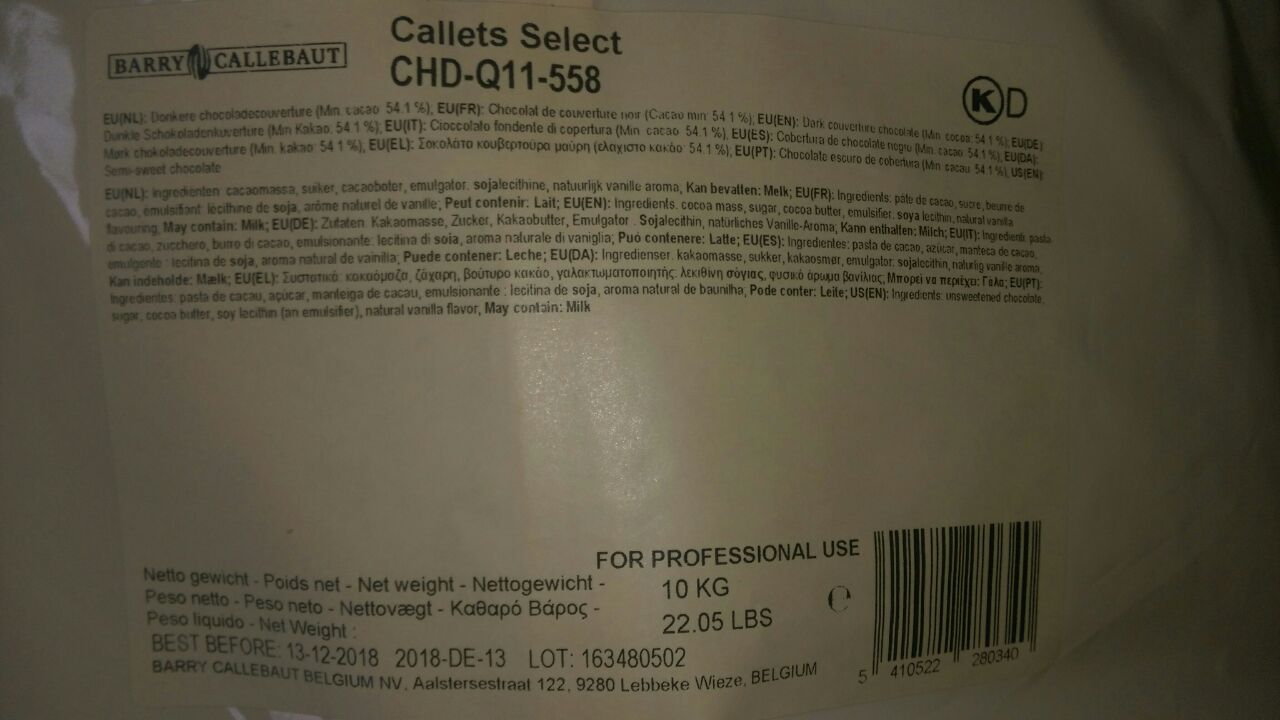 BARRY CALLEBAUT
Callets Select
CHD-Q11-558
K D
EU(NL): Donkere chocoladecouverture (Min. cacao 54.1 %), EU(FR): Chocolat de couverture noir (Cacao min: 54.1 %), EU(EN): Dark couverture chocolate (Min. cocoa: 54.1 %); EU(DE):
Dunkle Schokoladenkuvertüre (Min Kakao: 54.1 %), EU(IT): Cioccolato fondente di copertura (Min. cacao: 54.1 %), EU(ES): Cobertura de chocolate negro (Min. cacao: 54.1 %), EU(DA):
Mørk chokoladecouverture (Min. kakao: 54.1 %), EU(EL): Σοκολάτα κουβερτούρα μαύρη (ελάχιστο κακάο: 54.1 %); EU(PT): Chocolate escuro de cobertura (Min. cacau: 54.1 %), US(EN):
Semi-sweet chocolate
EU(NL): Ingrediënten: cacaomassa, suiker, cacaoboter, emulgator: sojalecithine, natuurlijk vanille aroma, Kan bevatten: Melk; EU(FR): Ingrédients: pâte de cacao, sucre, beurre de
cacao, emulsifiant: lécithine de soja, arôme naturel de vanille; Peut contenir: Lait; EU(EN): Ingredients: cocoa mass, sugar, cocoa butter, emulsifier: soya lecithin, natural vanilla
flavouring, May contain: Milk; EU(DE): Zutaten: Kakaomasse, Zucker, Kakaobutter, Emulgator : Sojalecithin, natürliches Vanille-Aroma, Kann enthalten: Milch; EU(IT): Ingredienti: pasta
di cacao, zucchero, burro di cacao, emulsionante: lecitina di soia, aroma naturale di vaniglia; Può contenere: Latte; EU(ES): Ingredientes: pasta de cacao, azúcar, manteca de cacao,
emulgente : lecitina de soja, aroma natural de vainilla; Puede contener: Leche; EU(DA): Ingredienser: kakaomasse, sukker, kakaosmør, emulgator: sojalecithin, naturlig vanille aroma,
Kan indeholde: Mælk; EU(EL): Συστατικά: κακαόμαζα, ζάχαρη, βούτυρο κακάο, γαλακτωματοποιητής: λεκιθίνη σόγιας, φυσικό άρωμα βανίλιας, Μπορεί να περιέχει: Γάλα; EU(PT):
Ingredientes: pasta de cacau, açúcar, manteiga de cacau, emulsionante : lecitina de soja, aroma natural de baunilha, Pode conter: Leite; US(EN): Ingredients: unsweetened chocolate,
sugar, cocoa butter, soy lecithin (an emulsifier), natural vanilla flavor, May contain: Milk
FOR PROFESSIONAL USE
Netto gewicht - Poids net - Net weight - Nettogewicht -
Peso netto - Peso neto - Nettovægt - Καθαρό Βάρος -
Peso liquido - Net Weight :
10 KG
22.05 LBS
℮
BEST BEFORE: 13-12-2018 2018-DE-13 LOT: 163480502
BARRY CALLEBAUT BELGIUM NV, Aalstersestraat 122, 9280 Lebbeke Wieze, BELGIUM
5 410522 280340